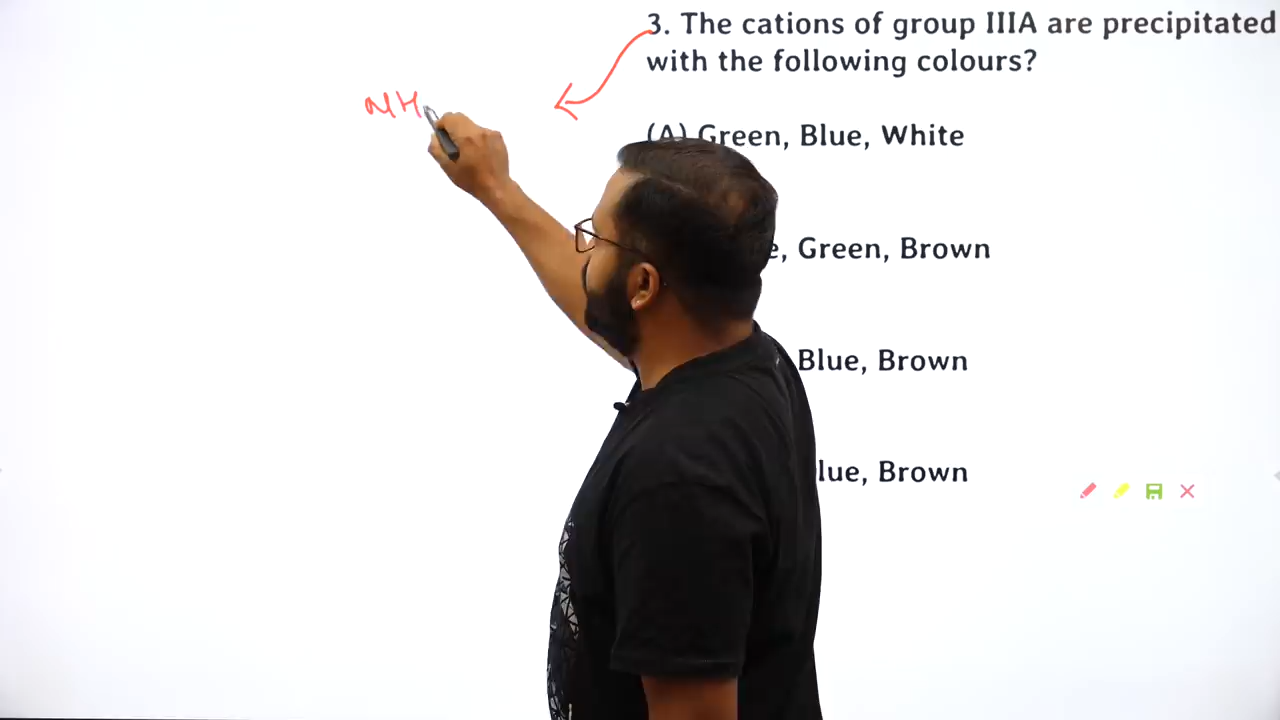 3. The cations of group IIIA are precipitated
with the following colours?
NH
(A) Green, Blue, White
Green, Brown
Blue, Brown
Brown